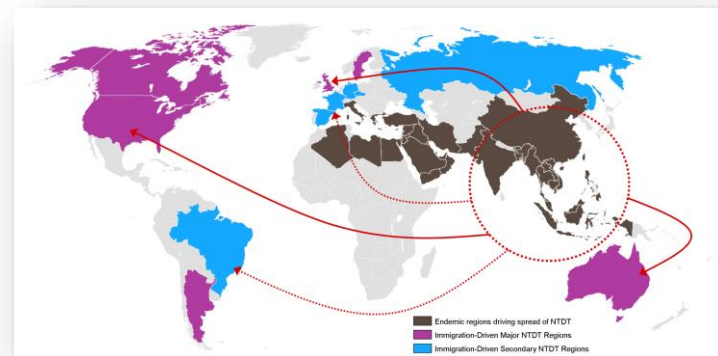 Endemic regions driving spread of NTDT
Immigration-Driven Major NTDT Regions
Immigration-Driven Secondary NTDT Regions